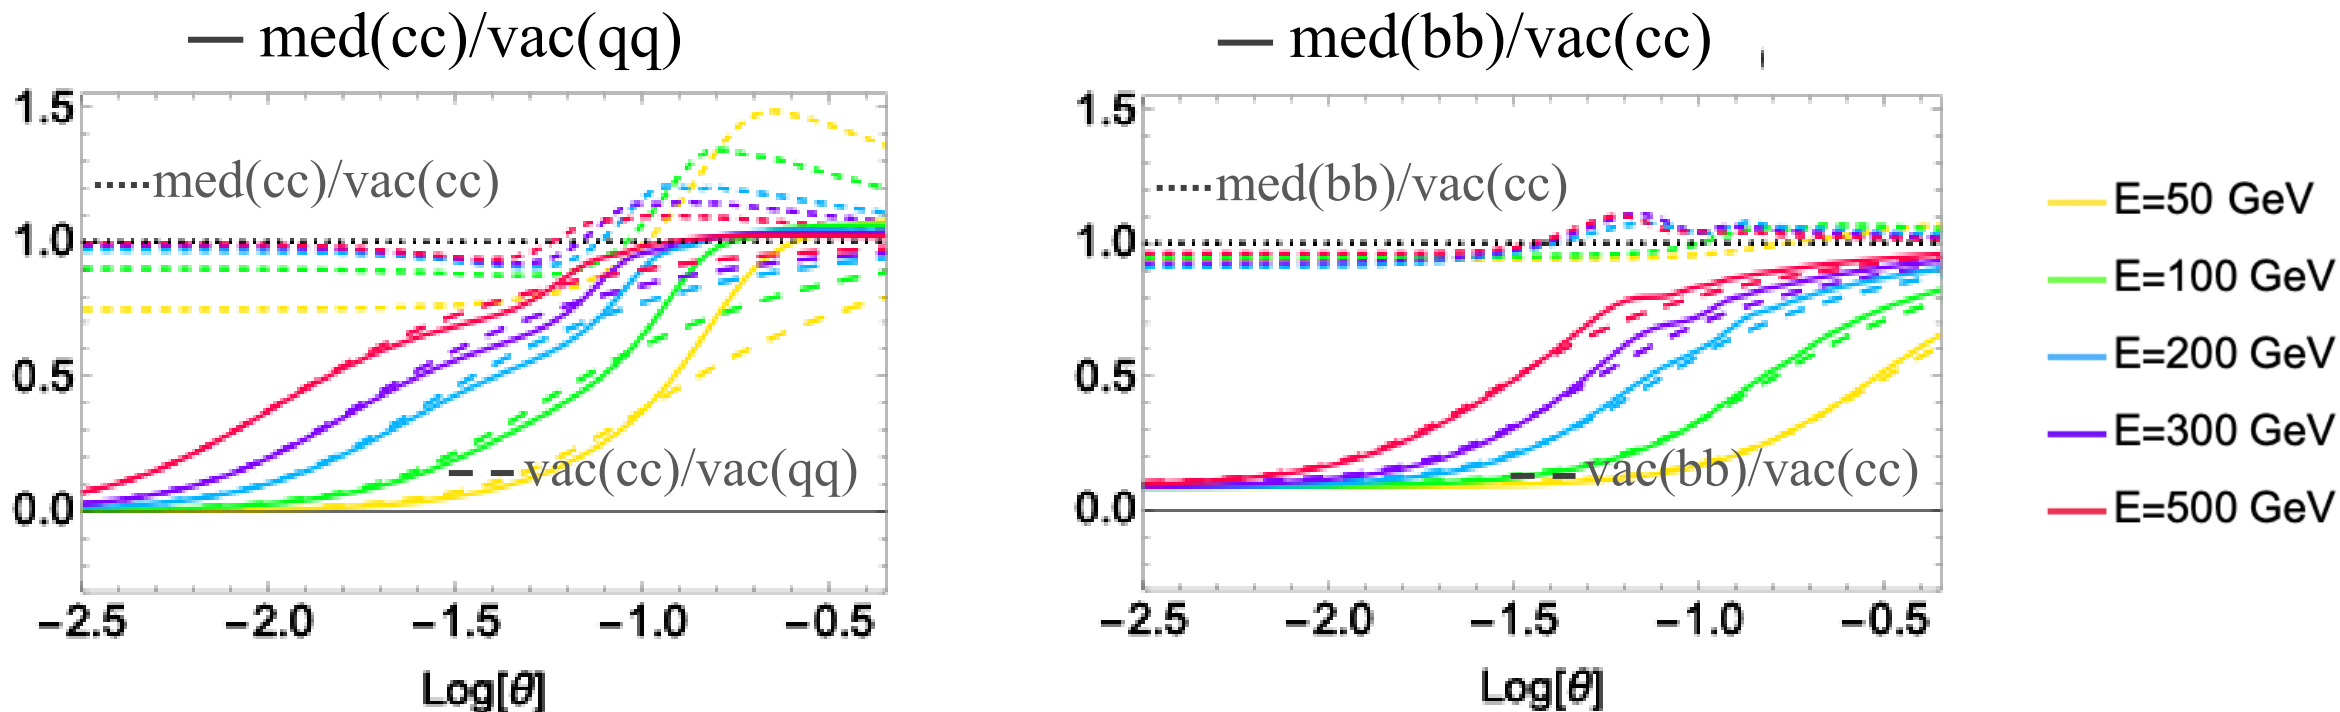 — med(cc)/vac(qq)
1.5
med(cc)/vac(cc)
1.0
0.5
vac(cc)/vac(qq)
0.0
−2.5 −2.0 −1.5 −1.0 −0.5
Log[θ]
— med(bb)/vac(cc)
1.5
med(bb)/vac(cc)
1.0
0.5
vac(bb)/vac(cc)
0.0
−2.5 −2.0 −1.5 −1.0 −0.5
Log[θ]
E=50 GeV
E=100 GeV
E=200 GeV
E=300 GeV
E=500 GeV